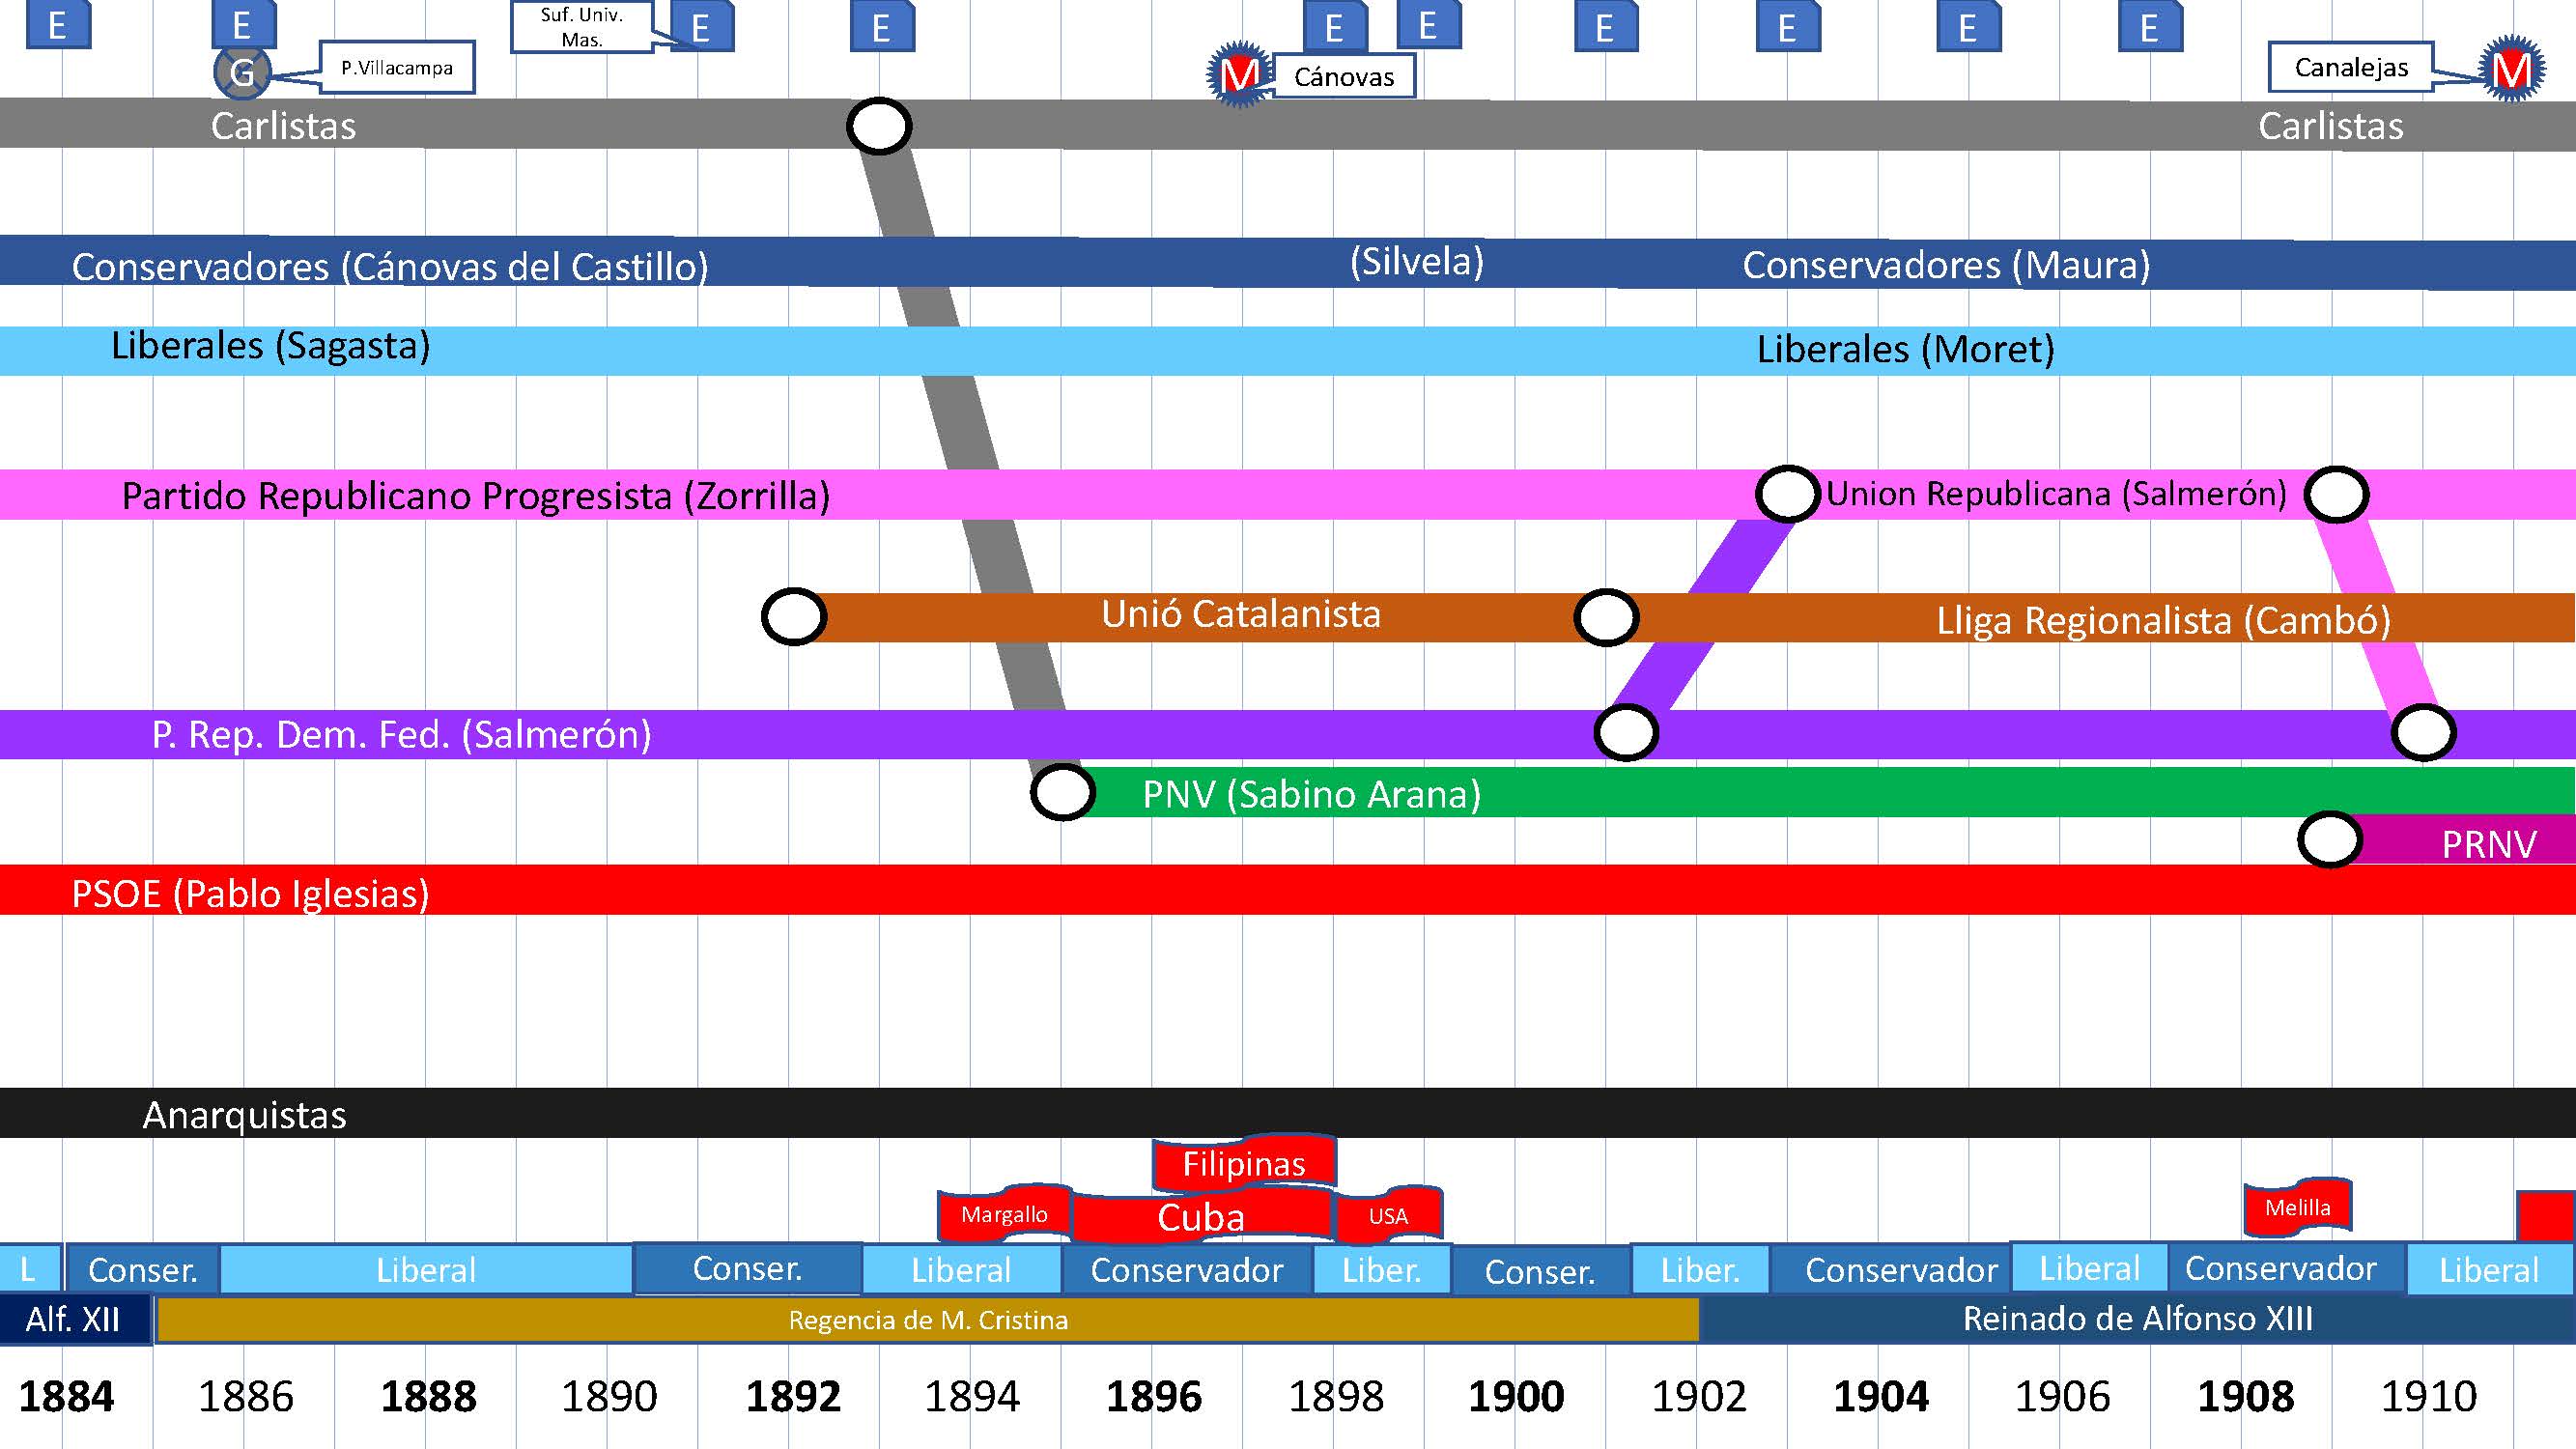 E
E
Suf. Univ.
Mas.
E
E
E
E
E
E
E
E
G
P.Villacampa
M
Cánovas
Canalejas
M
Carlistas
Carlistas
Conservadores (Cánovas del Castillo)
(Silvela)
Conservadores (Maura)
Liberales (Sagasta)
Liberales (Moret)
Partido Republicano Progresista (Zorrilla)
Union Republicana (Salmerón)
Unió Catalanista
Lliga Regionalista (Cambó)
P. Rep. Dem. Fed. (Salmerón)
PNV (Sabino Arana)
PRNV
PSOE (Pablo Iglesias)
Anarquistas
Filipinas
Margallo
Cuba
USA
Melilla
L
Conser.
Liberal
Conser.
Liberal
Conservador
Liber.
Conser.
Liber.
Conservador
Liberal
Conservador
Liberal
Alf. XII
Regencia de M. Cristina
Reinado de Alfonso XIII
1884 1886 1888 1890 1892 1894 1896 1898 1900 1902 1904 1906 1908 1910